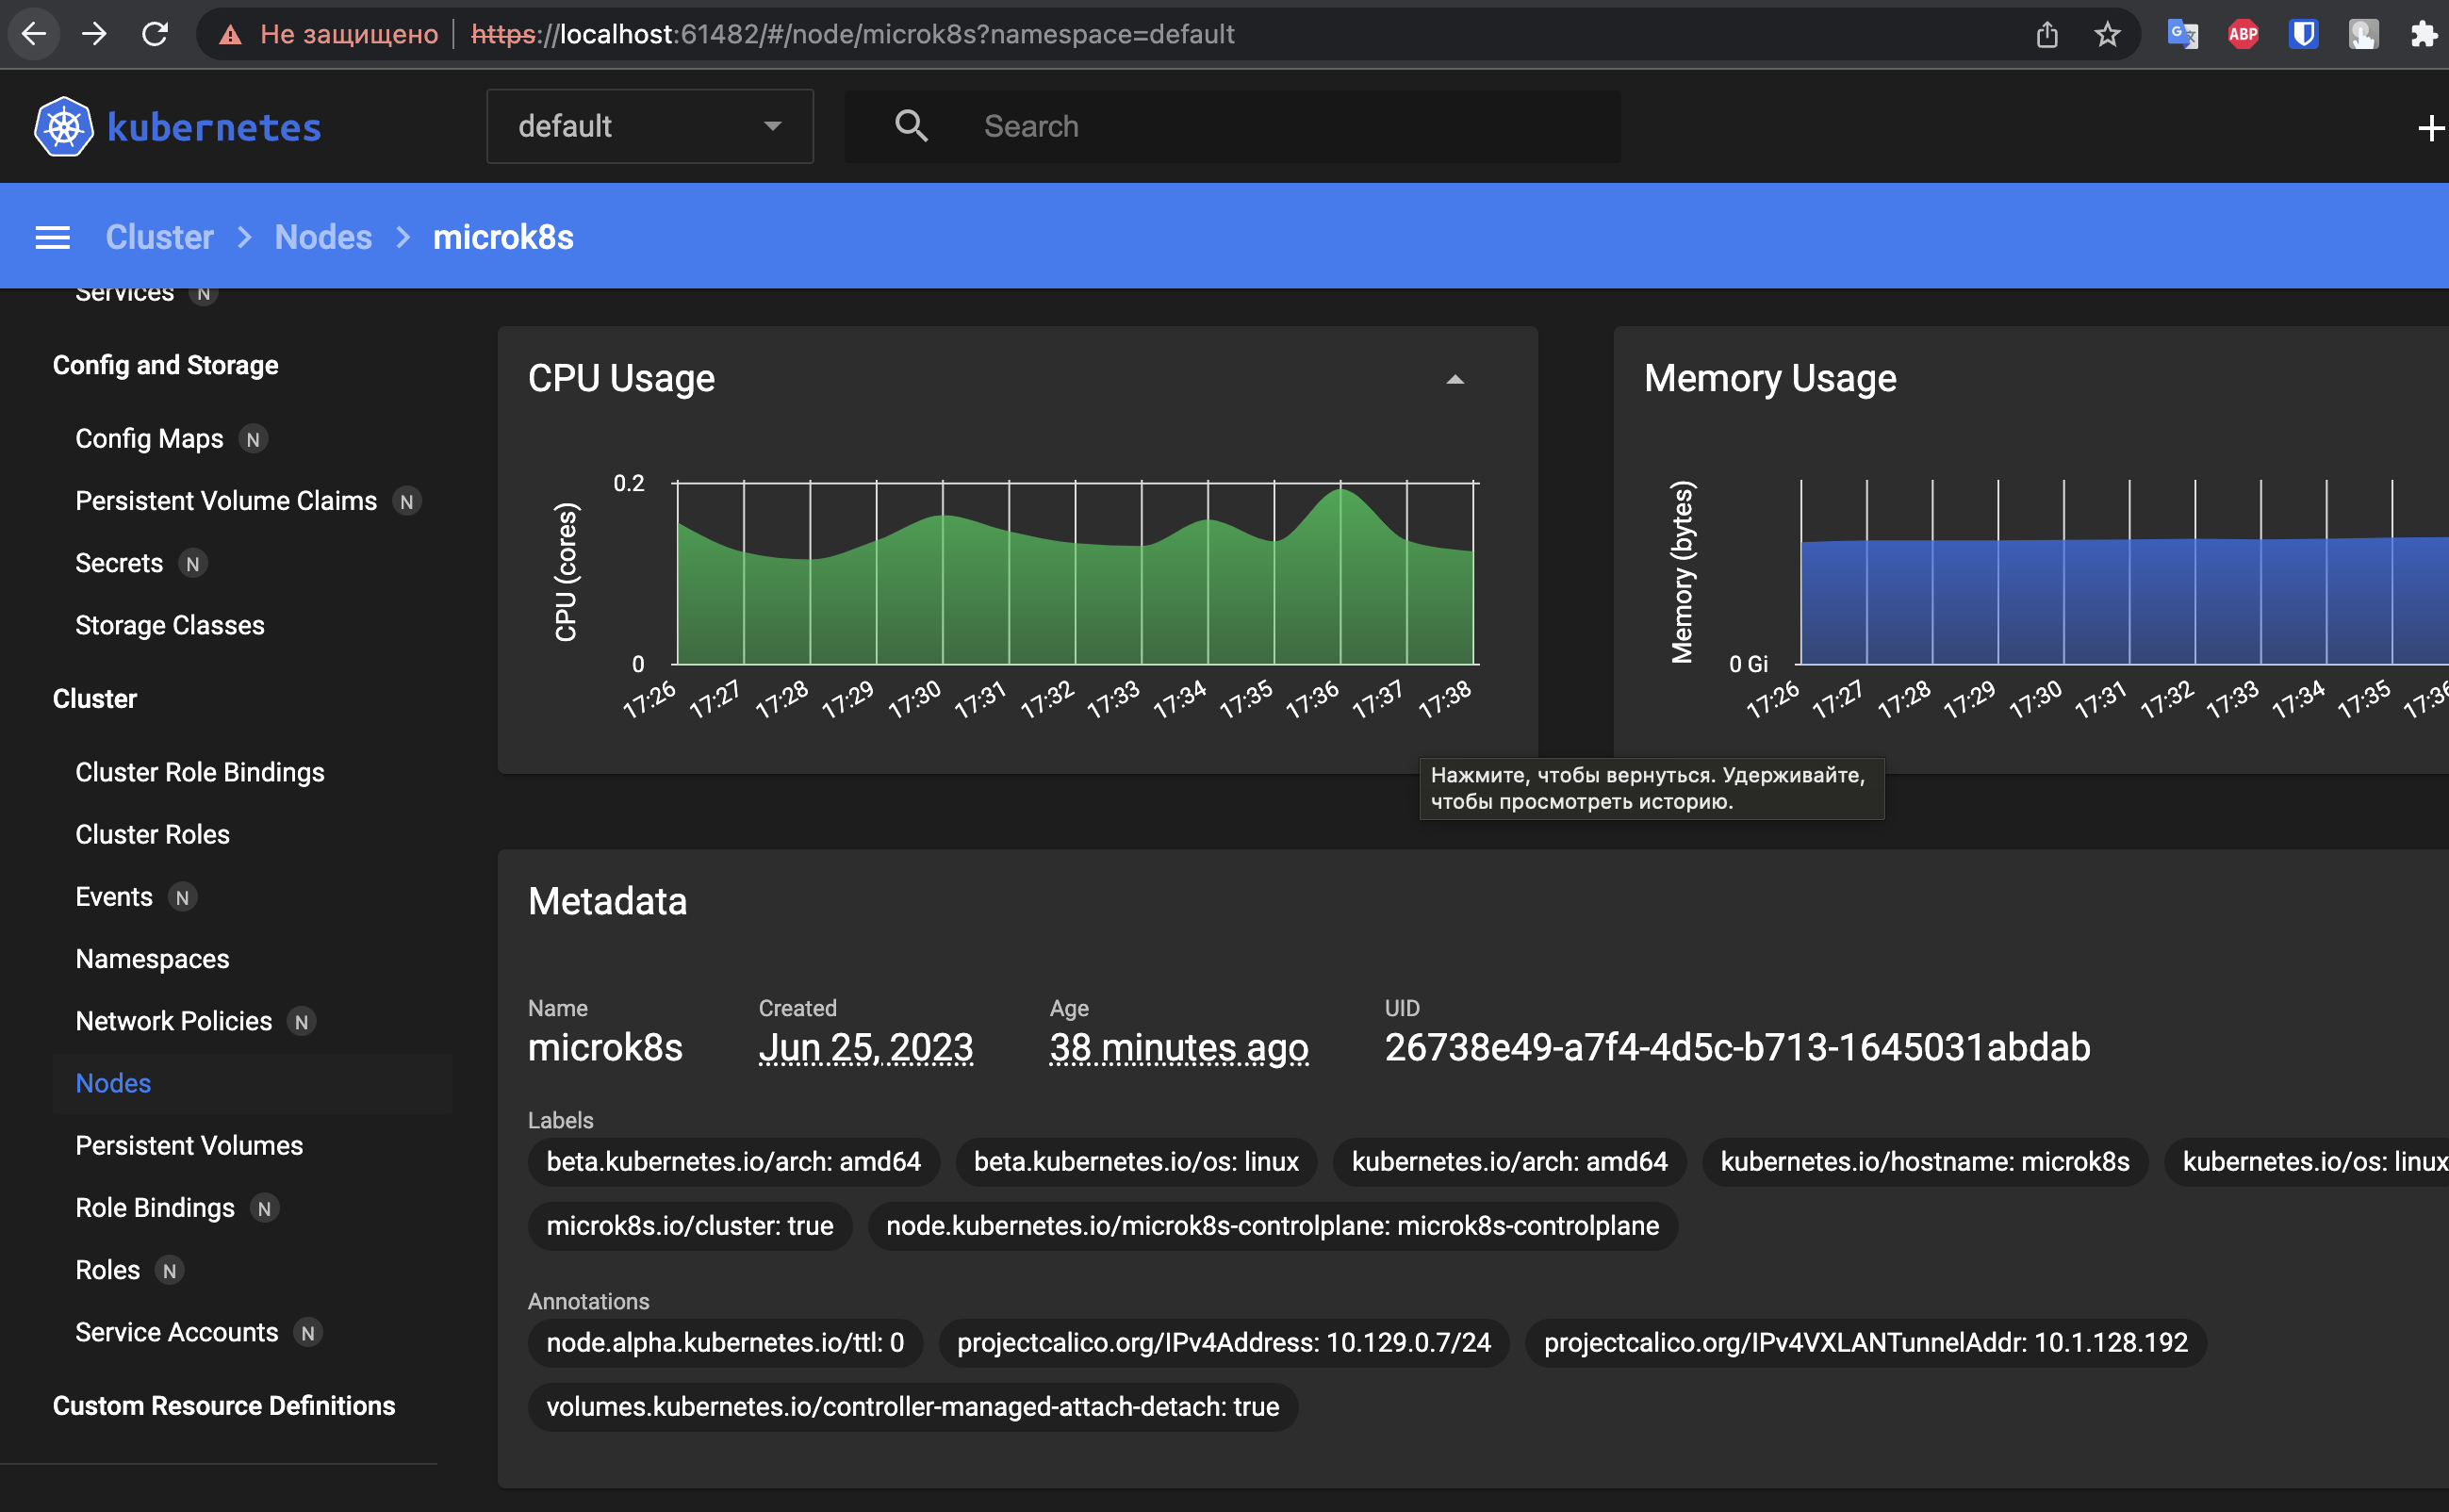 Не защищено https://localhost:61482/#/node/microk8s?namespace=default
ABP
kubernetes default Search
Cluster Nodes microk8s
Services N
Config and Storage
Config Maps N
Persistent Volume Claims N
Secrets N
Storage Classes
Cluster
Cluster Role Bindings
Cluster Roles
Events N
Namespaces
Network Policies N
Nodes
Persistent Volumes
Role Bindings N
Roles N
Service Accounts N
Custom Resource Definitions
CPU Usage
CPU (cores)
0.2
0
17:26 17:27 17:28 17:29 17:30 17:31 17:32 17:33 17:34 17:35 17:36 17:37 17:38
Memory Usage
Memory (bytes)
0 Gi
17:26 17:27 17:28 17:29 17:30 17:31 17:32 17:33 17:34 17:35 17:36
Нажмите, чтобы вернуться. Удерживайте,
чтобы просмотреть историю.
Metadata
Name Created Age UID
microk8s Jun 25, 2023 38 minutes ago 26738e49-a7f4-4d5c-b713-1645031abdab
Labels
beta.kubernetes.io/arch: amd64 beta.kubernetes.io/os: linux kubernetes.io/arch: amd64 kubernetes.io/hostname: microk8s kubernetes.io/os: linux
microk8s.io/cluster: true node.kubernetes.io/microk8s-controlplane: microk8s-controlplane
Annotations
node.alpha.kubernetes.io/ttl: 0 projectcalico.org/IPv4Address: 10.129.0.7/24 projectcalico.org/IPv4VXLANTunnelAddr: 10.1.128.192
volumes.kubernetes.io/controller-managed-attach-detach: true